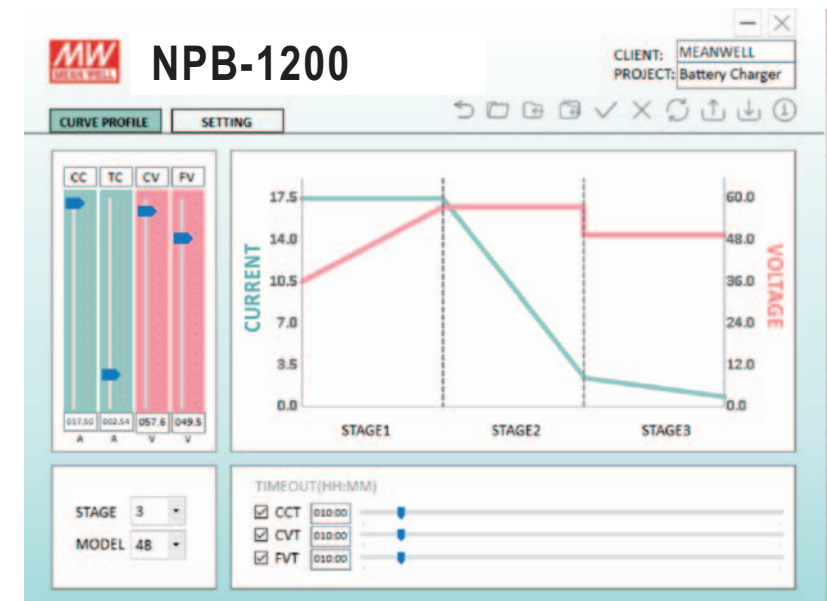 MW
MEAN WELL
NPB-1200
CLIENT: MEANWELL
PROJECT: Battery Charger
CURVE PROFILE
SETTING
CC TC CV FV
017.50 002.54 057.6 049.5
A A V V
CURRENT
17.5
14.0
10.5
7.0
3.5
0.0
60.0
48.0
36.0
24.0
12.0
0.0
VOLTAGE
STAGE1 STAGE2 STAGE3
STAGE 3
MODEL 48
TIMEOUT(HH:MM)
CCT 010:00
CVT 010:00
FVT 010:00